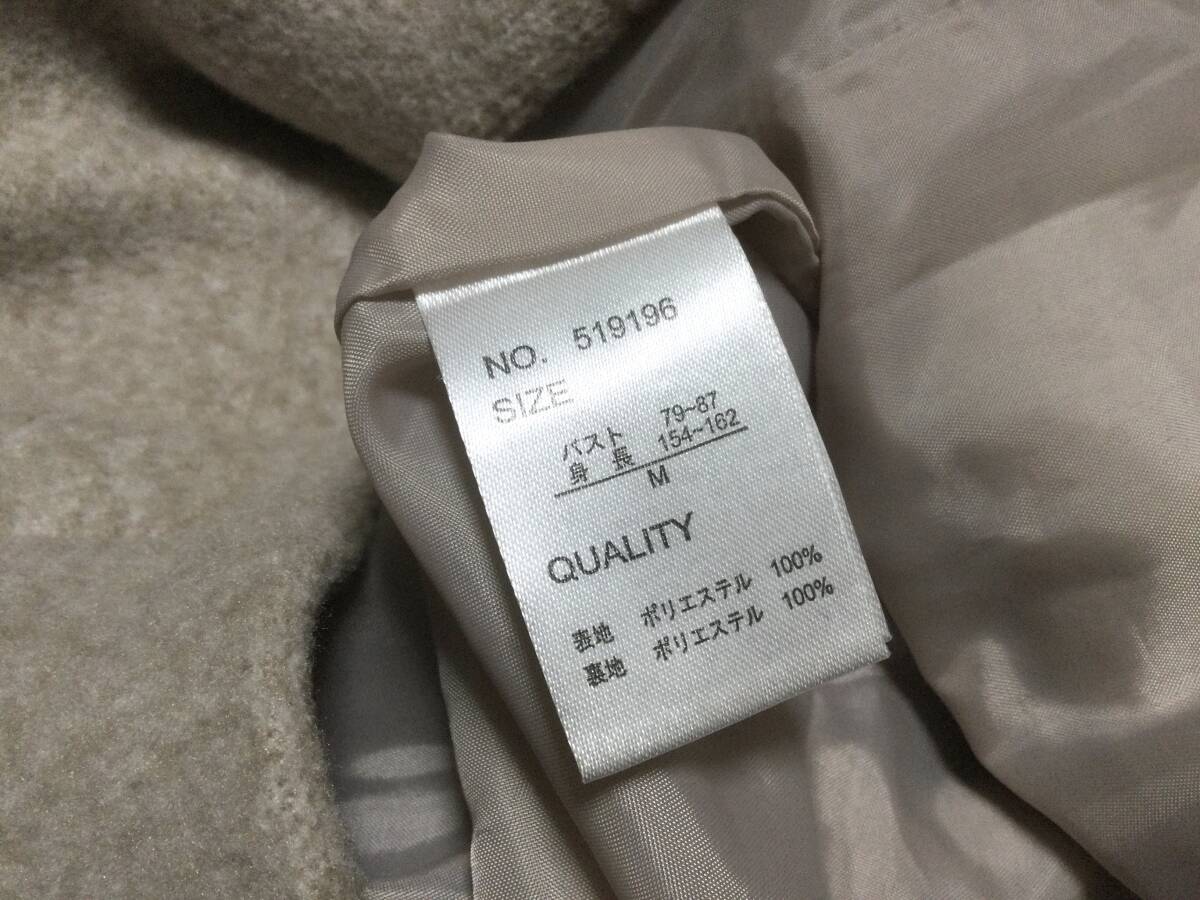 NO. 519196
SIZE
バスト 79~87
身長 154~162
M
QUALITY
表地 ポリエステル 100%
裏地 ポリエステル 100%